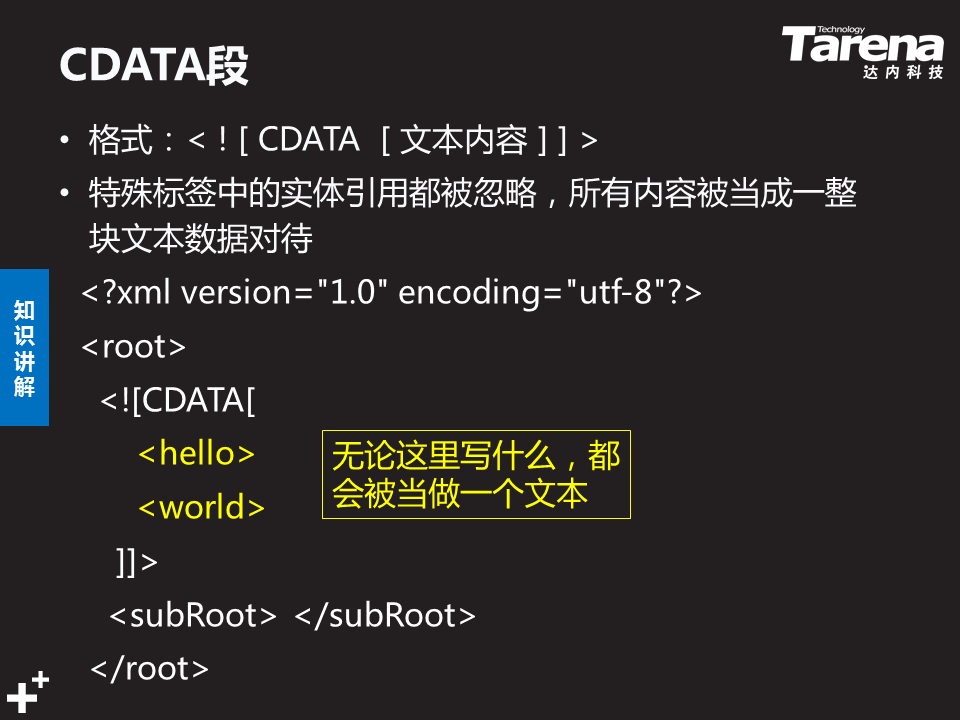 CDATA段
Technology
Tarena
达内科技
• 格式：< ! [ CDATA [ 文本内容 ] ] >
• 特殊标签中的实体引用都被忽略，所有内容被当成一整
块文本数据对待
<?xml version="1.0" encoding="utf-8"?>
<root>
<![CDATA[
<hello>
<world>
无论这里写什么，都
会被当做一个文本
]]>
<subRoot> </subRoot>
</root>
知
识
讲
解